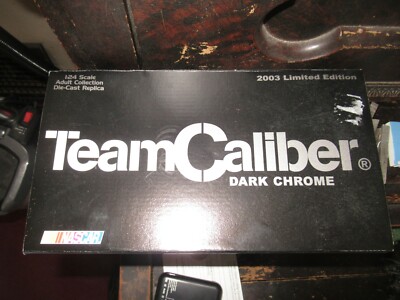 1:24 Scale
Adult Collection
Die-Cast Replica
2003 Limited Edition
TeamCaliber®
DARK CHROME
NASCAR